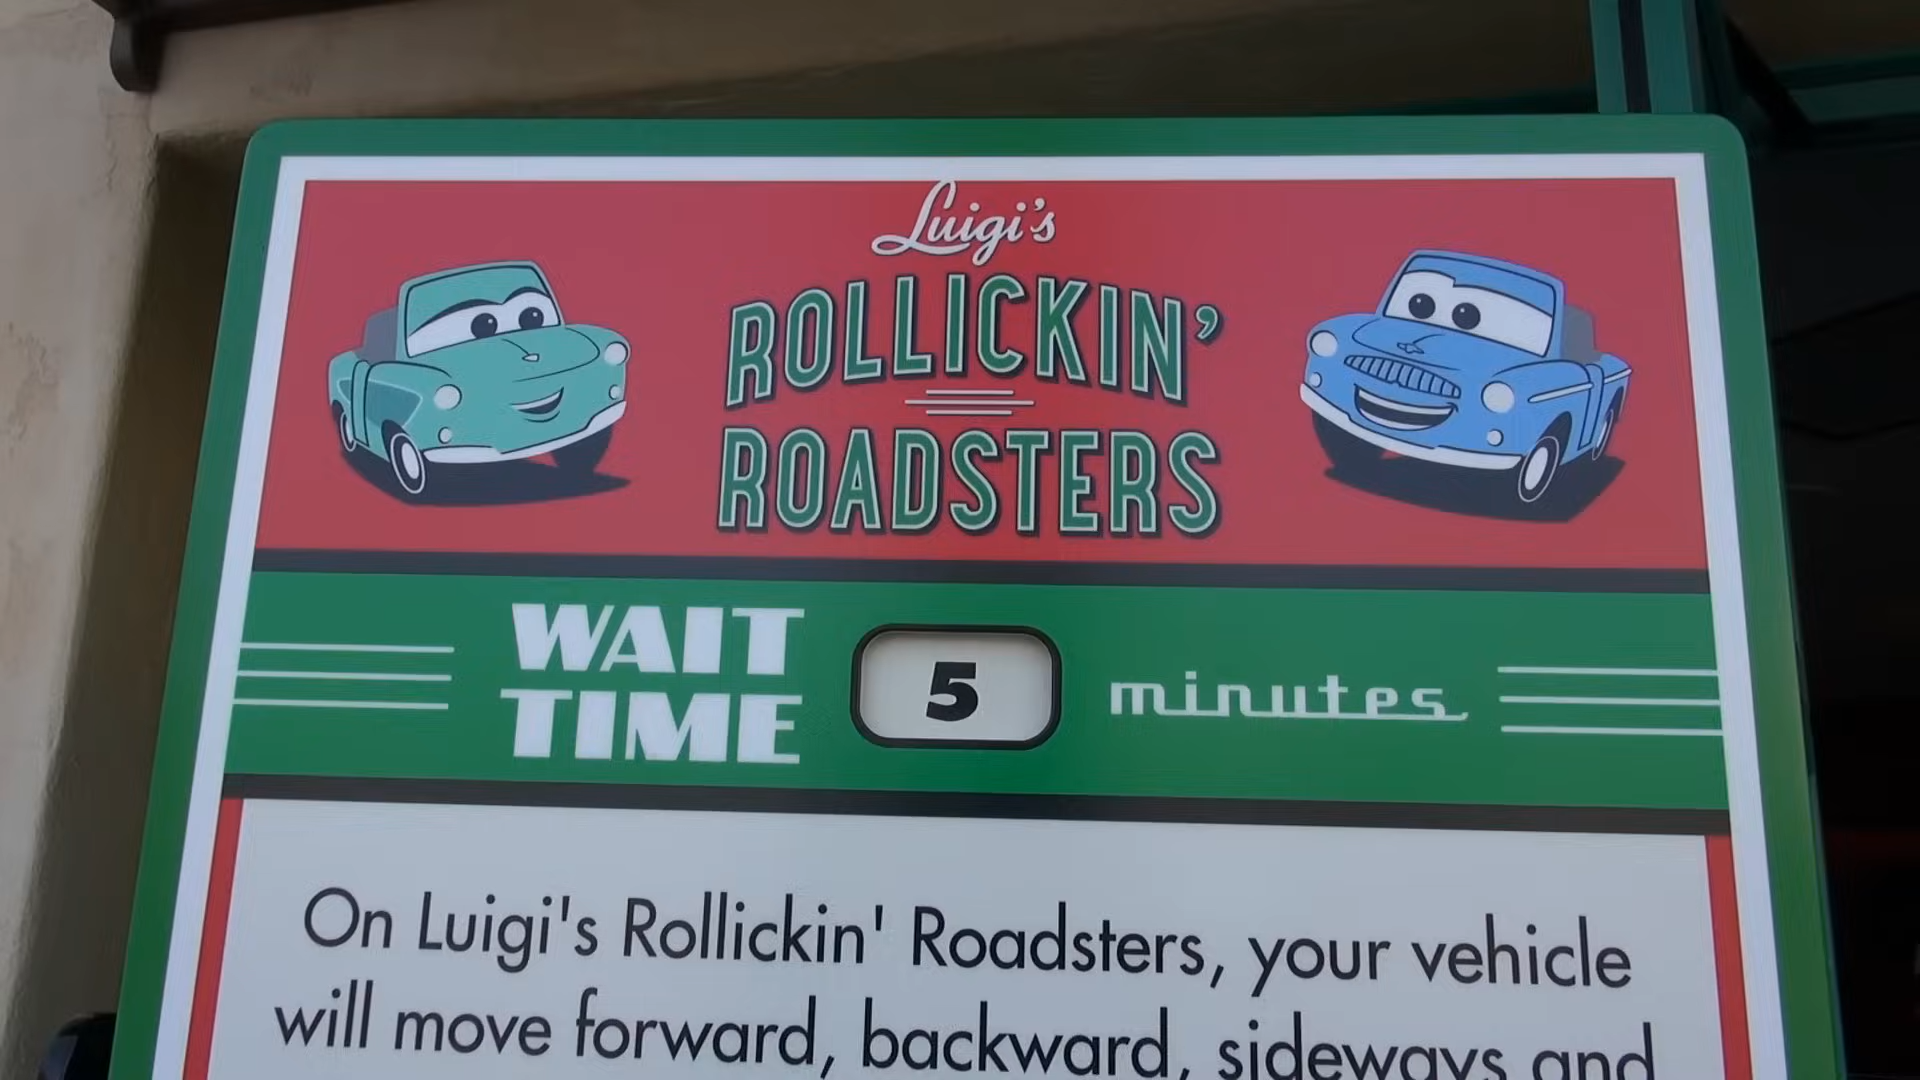 Luigi's
ROLLICKIN'
ROADSTERS
WAIT
TIME
5
minutes
On Luigi's Rollickin' Roadsters, your vehicle
will move forward, backward, sideways and